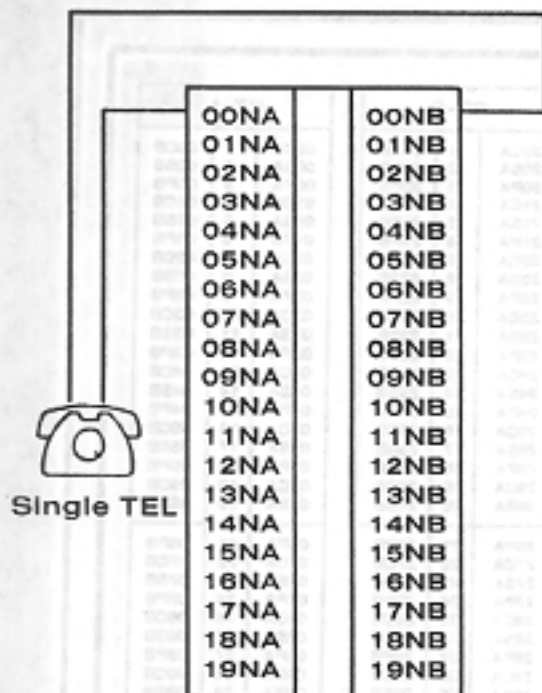 00NA 00NB
01NA 01NB
02NA 02NB
03NA 03NB
04NA 04NB
05NA 05NB
06NA 06NB
07NA 07NB
08NA 08NB
09NA 09NB
10NA 10NB
11NA 11NB
12NA 12NB
13NA 13NB
Single TEL
14NA 14NB
15NA 15NB
16NA 16NB
17NA 17NB
18NA 18NB
19NA 19NB